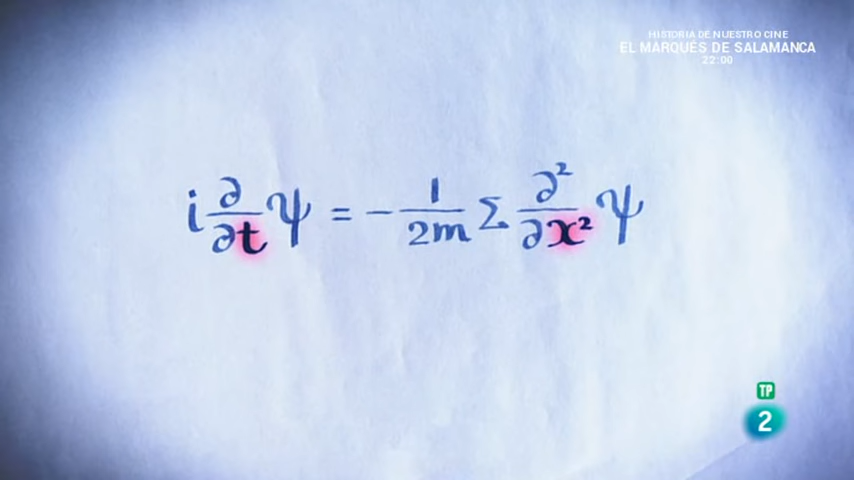 HISTORIA DE NUESTRO CINE
EL MARQUÉS DE SALAMANCA
22:00
i ∂/∂t ψ = - 1/2m Σ ∂²/∂x² ψ
TP
2